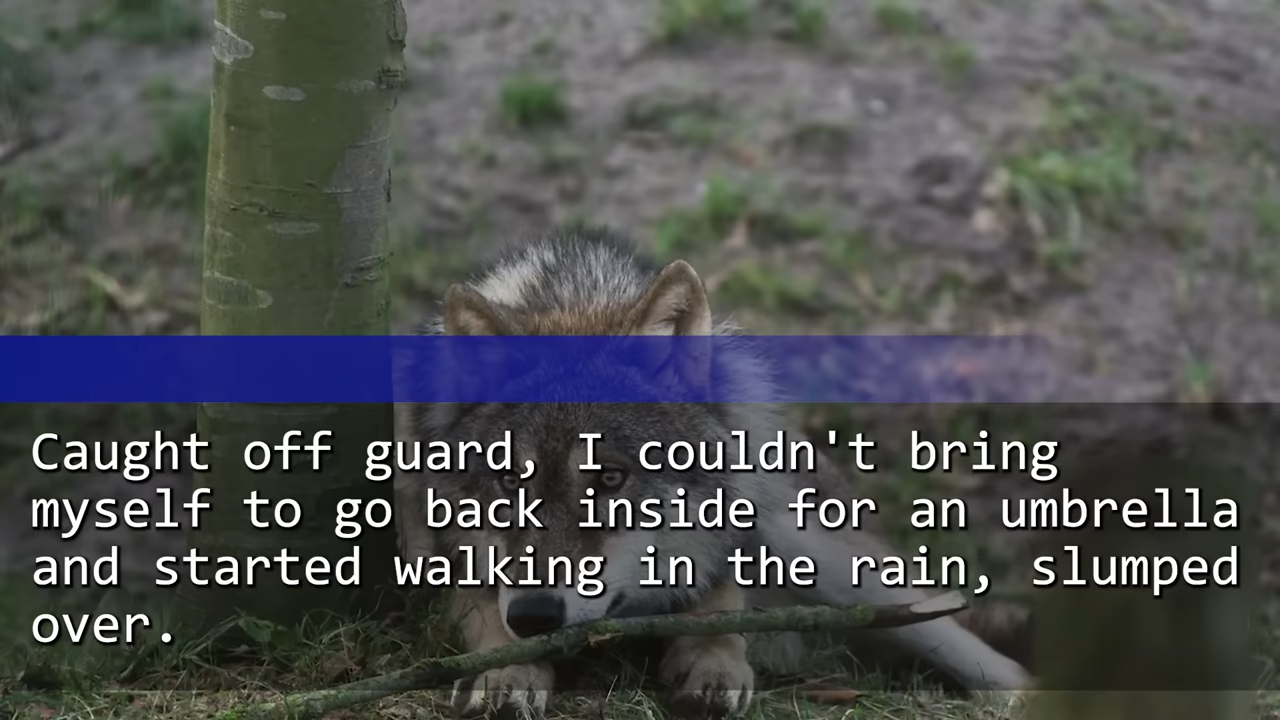 Caught off guard, I couldn't bring
myself to go back inside for an umbrella
and started walking in the rain, slumped
over.